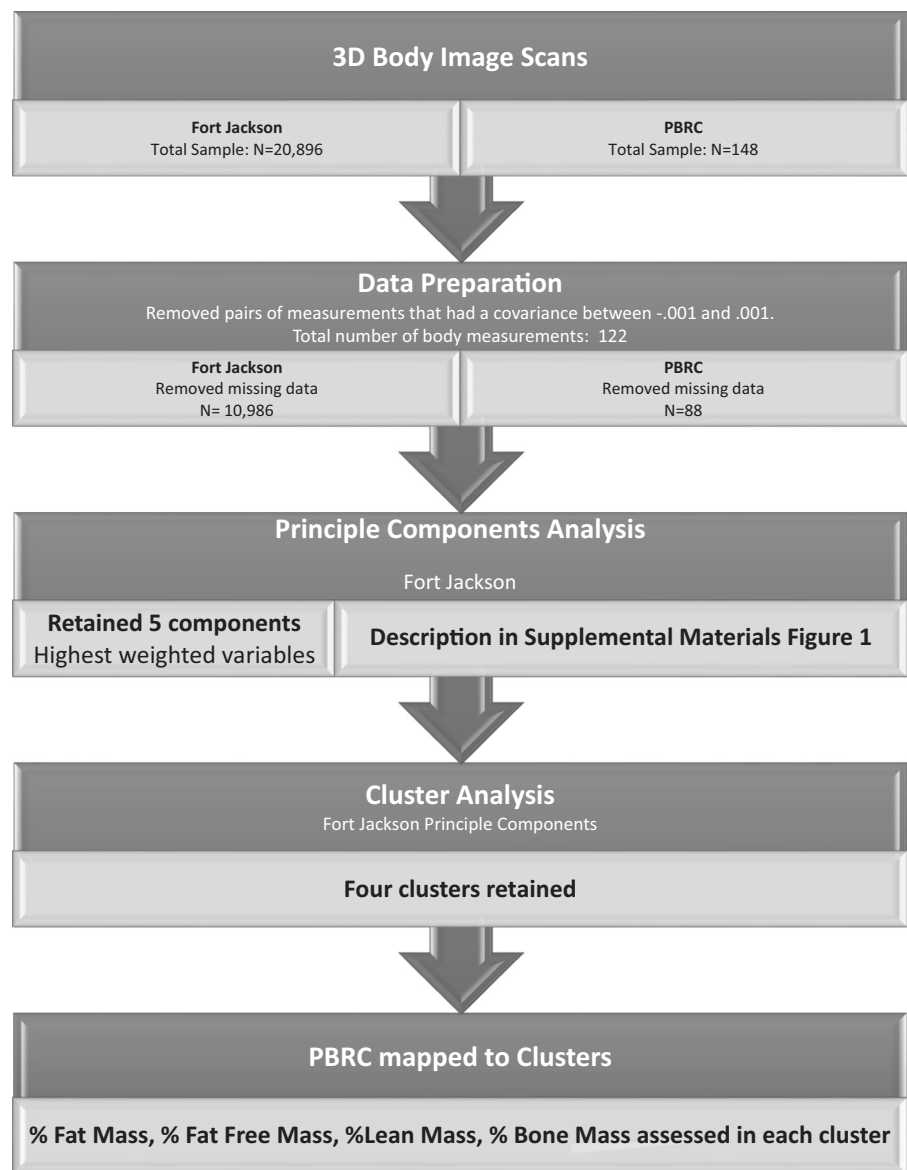 3D Body Image Scans
Fort Jackson
Total Sample: N=20,896
PBRC
Total Sample: N=148
Data Preparation
Removed pairs of measurements that had a covariance between -.001 and .001.
Total number of body measurements: 122
Fort Jackson
Removed missing data
N= 10,986
PBRC
Removed missing data
N=88
Principle Components Analysis
Fort Jackson
Retained 5 components
Highest weighted variables
Description in Supplemental Materials Figure 1
Cluster Analysis
Fort Jackson Principle Components
Four clusters retained
PBRC mapped to Clusters
% Fat Mass, % Fat Free Mass, %Lean Mass, % Bone Mass assessed in each cluster